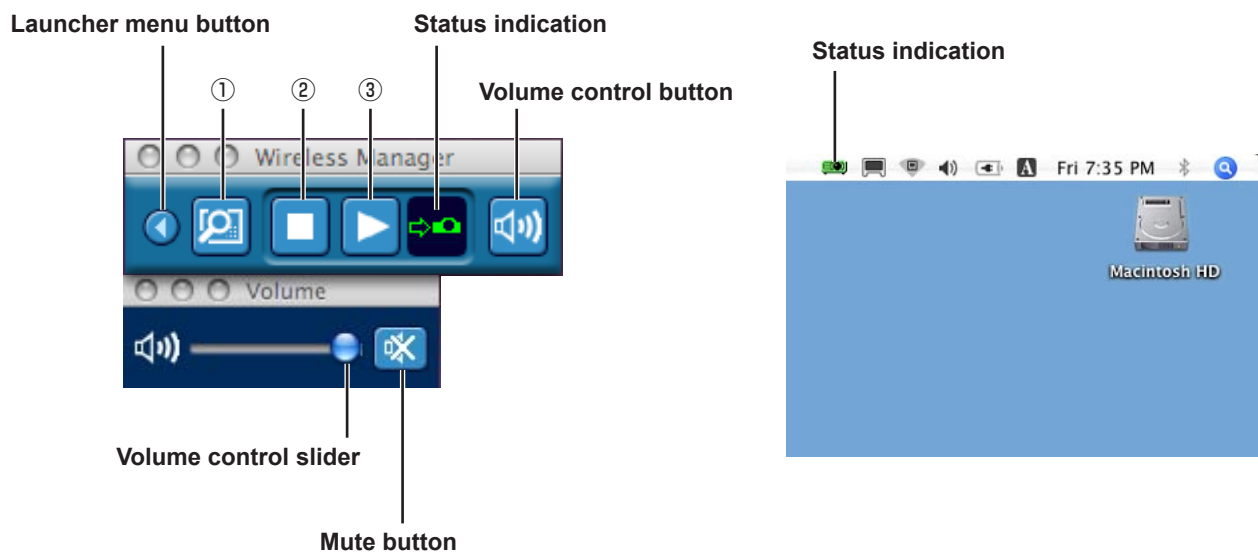 Launcher menu button
Status indication
Status indication
① ② ③
Volume control button
Wireless Manager
A Fri 7:35 PM
Macintosh HD
Volume
Volume control slider
Mute button